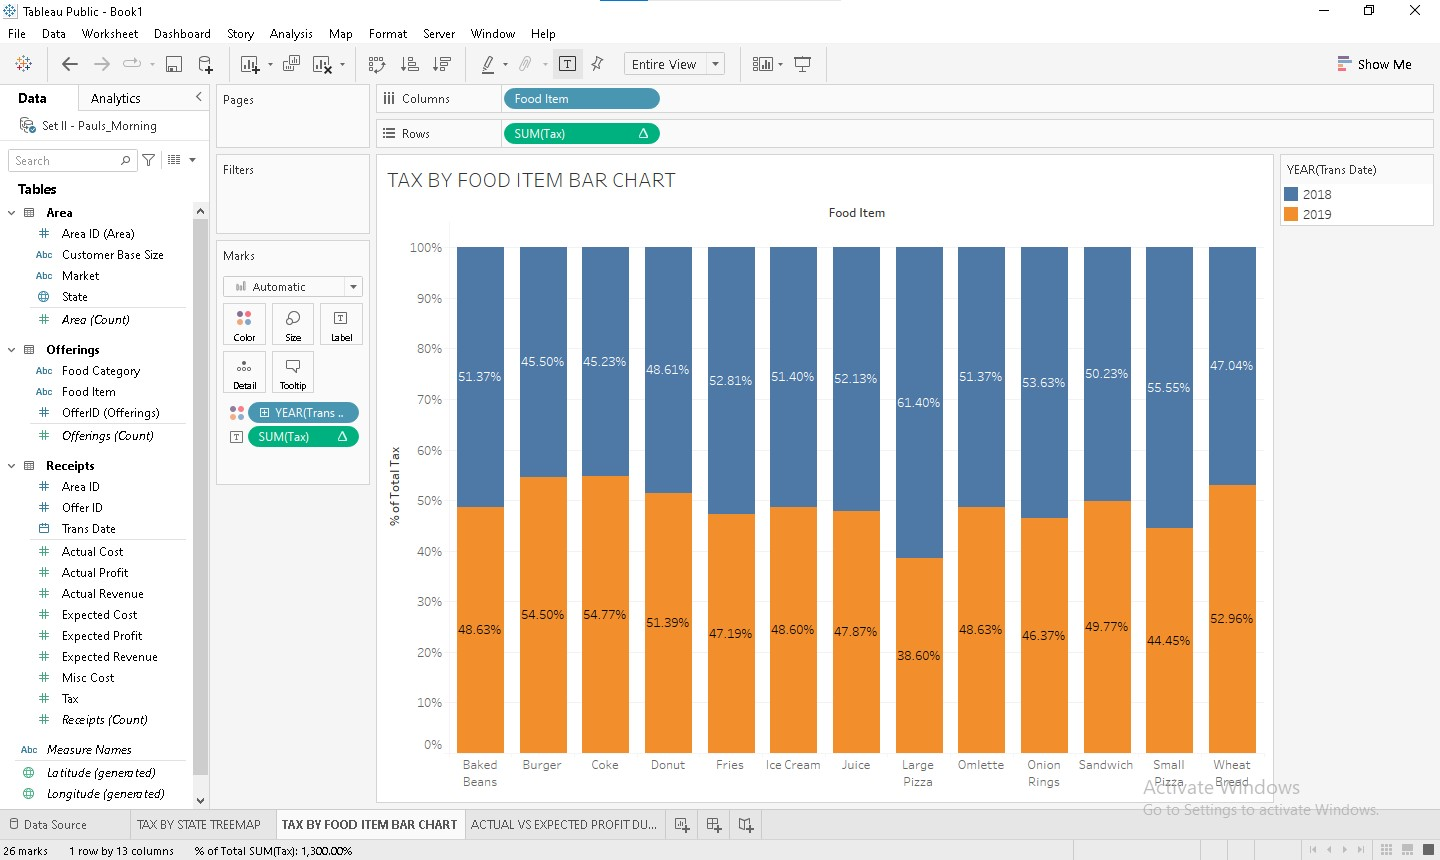 Tableau Public - Book1
File Data Worksheet Dashboard Story Analysis Map Format Server Window Help
Entire View
Show Me
Data Analytics
Set II - Pauls_Morning
Search
Tables
Area
# Area ID (Area)
Abc Customer Base Size
Abc Market
State
# Area (Count)
Offerings
Abc Food Category
Abc Food Item
# OfferID (Offerings)
# Offerings (Count)
Receipts
# Area ID
# Offer ID
Trans Date
# Actual Cost
# Actual Profit
# Actual Revenue
# Expected Cost
# Expected Profit
# Expected Revenue
# Misc Cost
# Tax
# Receipts (Count)
Abc Measure Names
Latitude (generated)
Longitude (generated)
Pages
Filters
Marks
Automatic
Color Size Label
Detail Tooltip
YEAR(Trans ..
SUM(Tax) Δ
Columns Food Item
Rows SUM(Tax) Δ
TAX BY FOOD ITEM BAR CHART
Food Item
% of Total Tax
100%
90%
80%
70%
60%
50%
40%
30%
20%
10%
0%
51.37% 45.50% 45.23% 48.61% 52.81% 51.40% 52.13% 61.40% 51.37% 53.63% 50.23% 55.55% 47.04%
48.63% 54.50% 54.77% 51.39% 47.19% 48.60% 47.87% 38.60% 48.63% 46.37% 49.77% 44.45% 52.96%
Baked Burger Coke Donut Fries Ice Cream Juice Large Omlette Onion Sandwich Small Wheat
Beans Pizza Rings Pizza Bread
YEAR(Trans Date)
2018
2019
Activate Windows
Go to Settings to activate Windows.
Data Source TAX BY STATE TREEMAP TAX BY FOOD ITEM BAR CHART ACTUAL VS EXPECTED PROFIT DU...
26 marks 1 row by 13 columns % of Total SUM(Tax): 1,300.00%